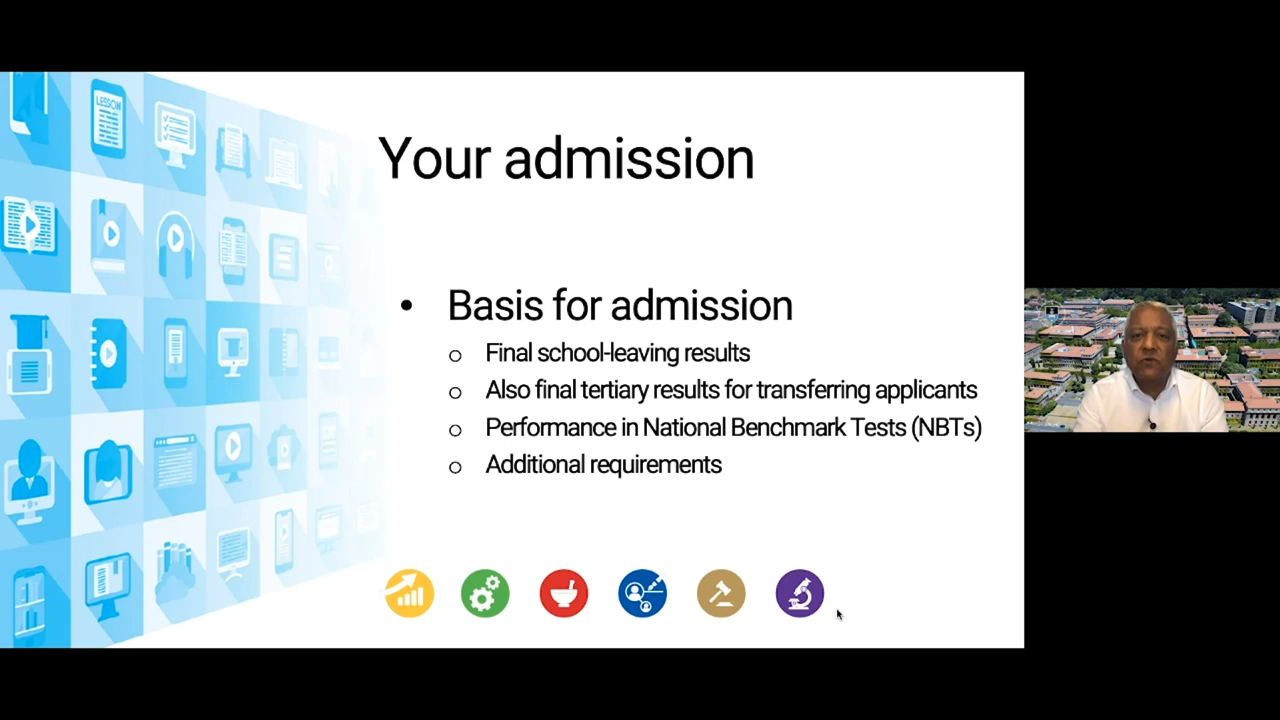 LESSON
Your admission
• Basis for admission
o Final school-leaving results
o Also final tertiary results for transferring applicants
o Performance in National Benchmark Tests (NBTs)
o Additional requirements